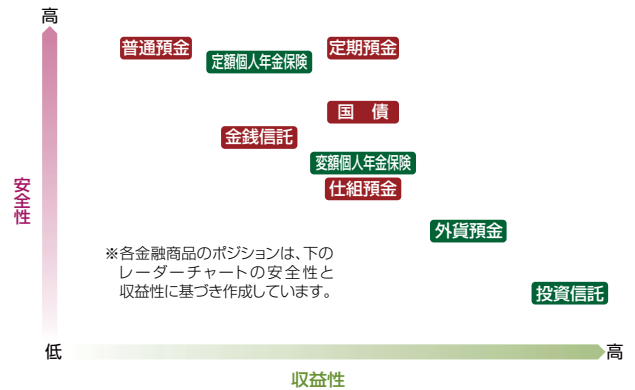 高
普通預金
定額個人年金保険
定期預金
国 債
金銭信託
変額個人年金保険
仕組預金
安全性
外貨預金
※各金融商品のポジションは、下の
レーダーチャートの安全性と
収益性に基づき作成しています。
投資信託
低
高
収益性